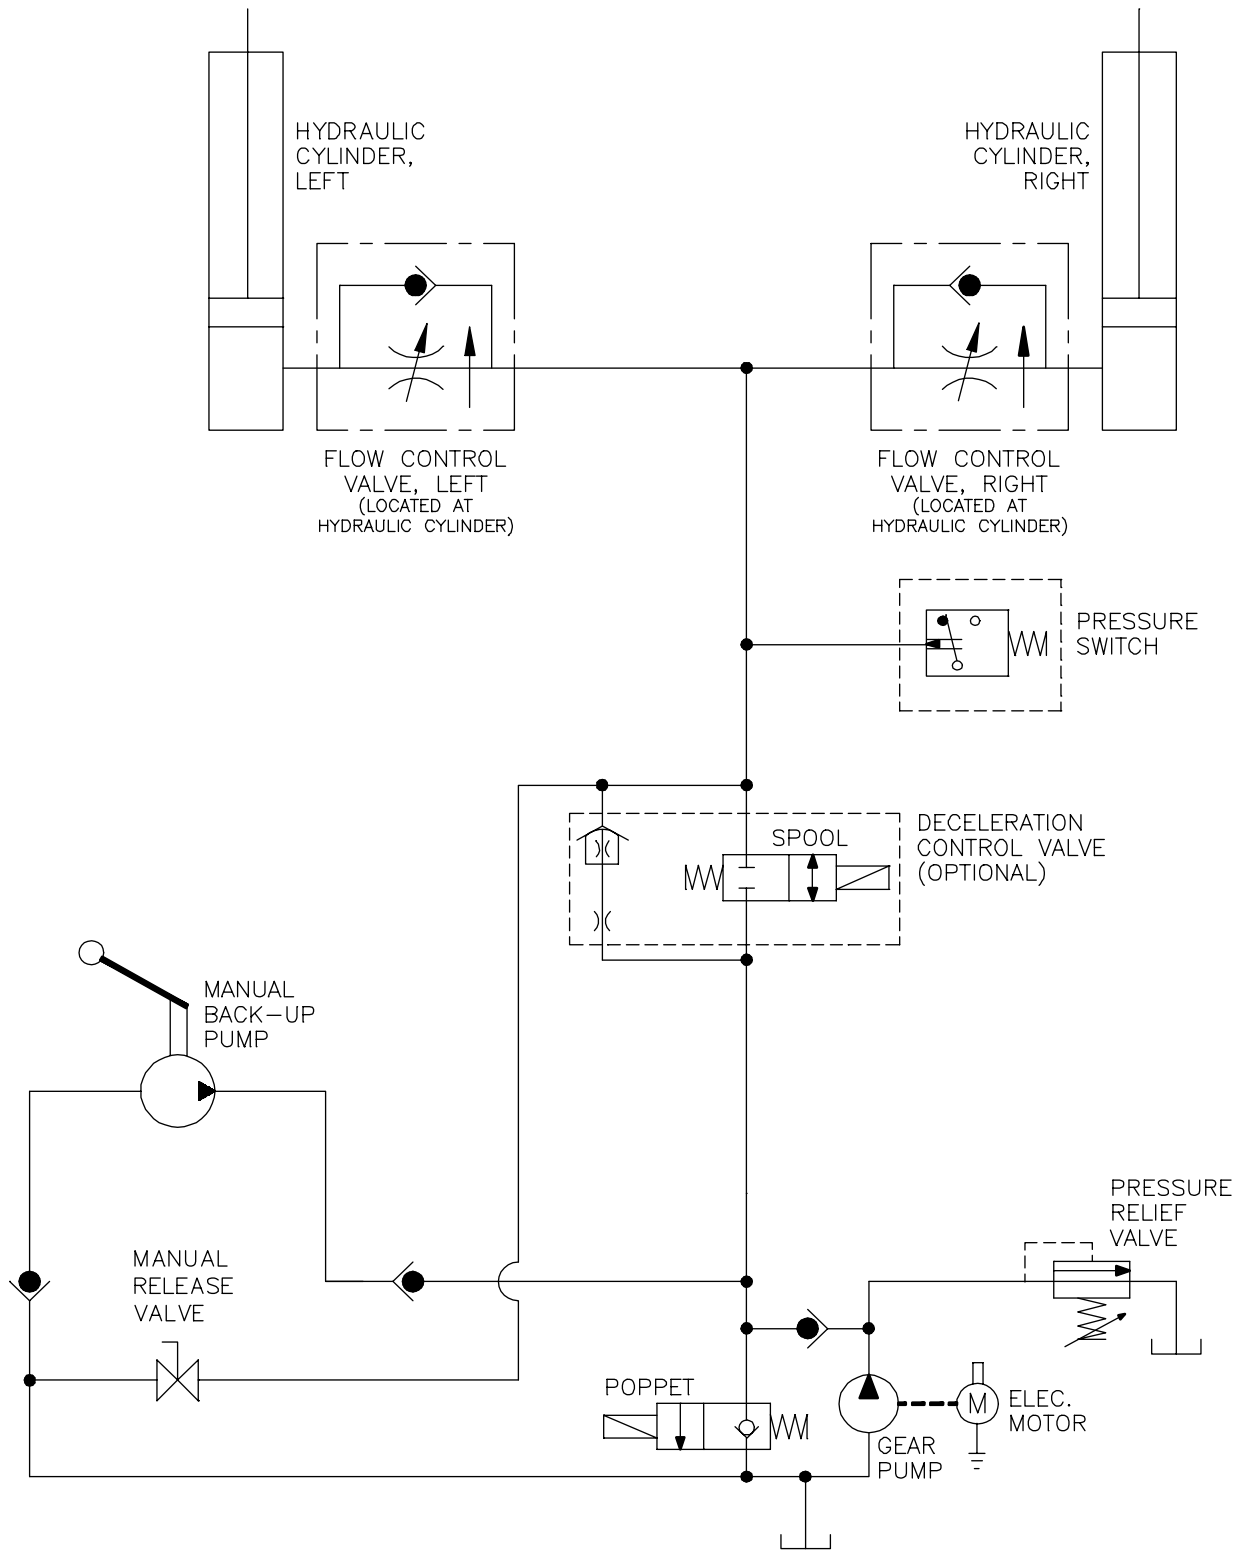 HYDRAULIC
CYLINDER,
LEFT
HYDRAULIC
CYLINDER,
RIGHT
FLOW CONTROL
VALVE, LEFT
(LOCATED AT
HYDRAULIC CYLINDER)
FLOW CONTROL
VALVE, RIGHT
(LOCATED AT
HYDRAULIC CYLINDER)
PRESSURE
SWITCH
SPOOL
DECELERATION
CONTROL VALVE
(OPTIONAL)
MANUAL
BACK-UP
PUMP
MANUAL
RELEASE
VALVE
PRESSURE
RELIEF
VALVE
POPPET
M
ELEC.
MOTOR
GEAR
PUMP